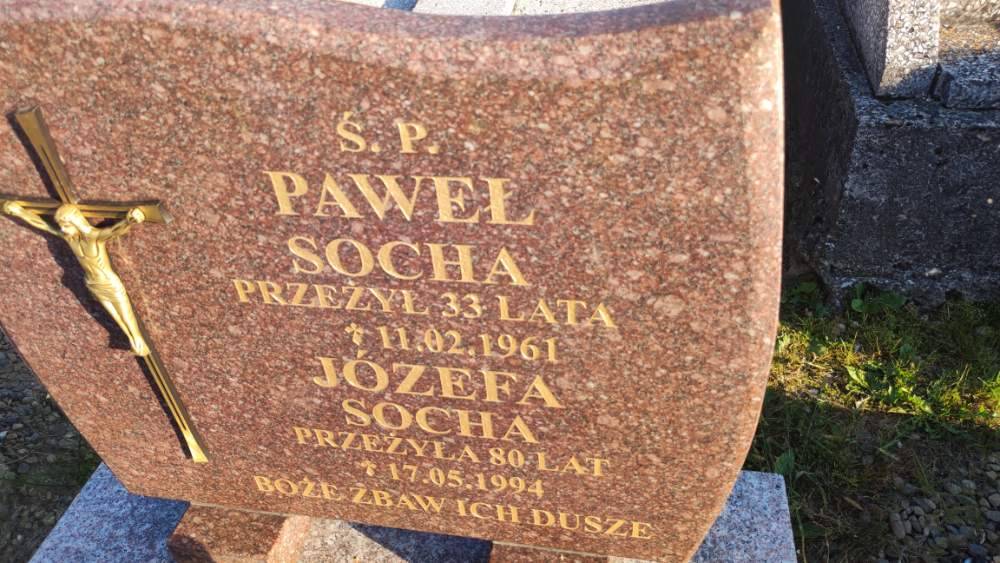 Ś. P.
PAWEŁ
SOCHA
PRZEŻYŁ 33 LATA
✝ 11.02.1961
JÓZEFA
SOCHA
PRZEŻYŁA 80 LAT
✝ 17.05.1994
BOŻE ZBAW ICH DUSZE